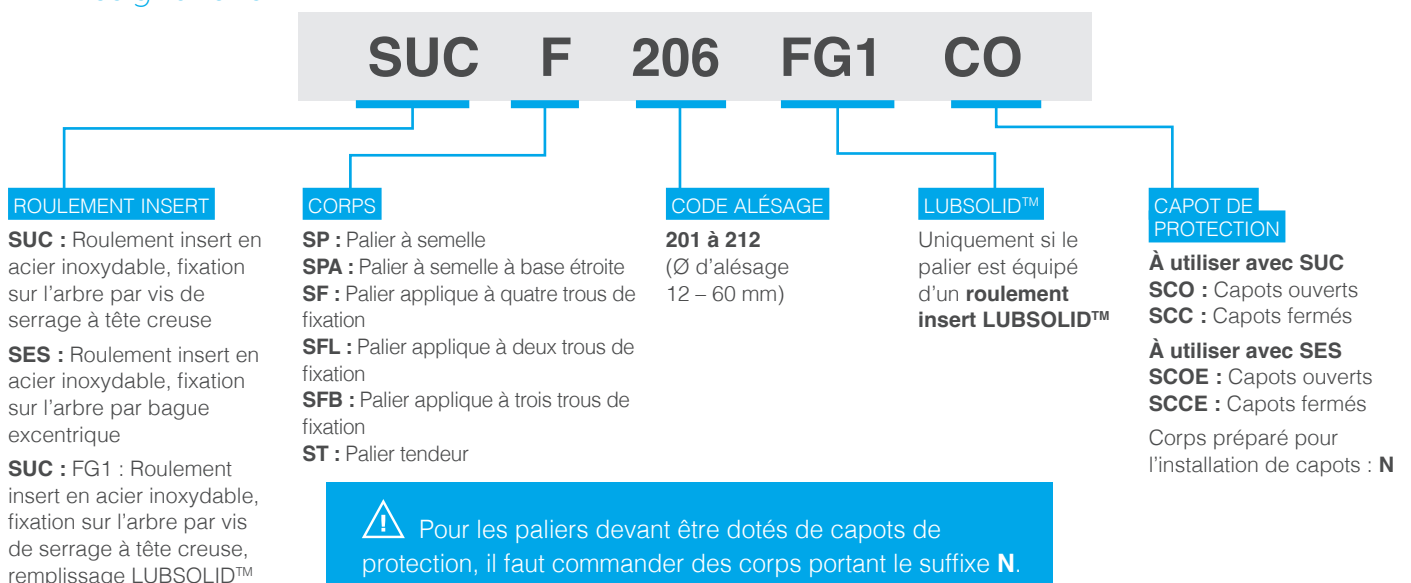 SUC F 206 FG1 CO
ROULEMENT INSERT
SUC : Roulement insert en
acier inoxydable, fixation
sur l'arbre par vis de
serrage à tête creuse
SES : Roulement insert en
acier inoxydable, fixation
sur l'arbre par bague
excentrique
SUC : FG1 : Roulement
insert en acier inoxydable,
fixation sur l'arbre par vis
de serrage à tête creuse,
remplissage LUBSOLID™
CORPS
SP : Palier à semelle
SPA : Palier à semelle à base étroite
SF : Palier applique à quatre trous de
fixation
SFL : Palier applique à deux trous de
fixation
SFB : Palier applique à trois trous de
fixation
ST : Palier tendeur
CODE ALÉSAGE
201 à 212
(Ø d'alésage
12 – 60 mm)
LUBSOLID™
Uniquement si le
palier est équipé
d'un roulement
insert LUBSOLID™
CAPOT DE
PROTECTION
À utiliser avec SUC
SCO : Capots ouverts
SCC : Capots fermés
À utiliser avec SES
SCOE : Capots ouverts
SCCE : Capots fermés
Corps préparé pour
l'installation de capots : N
Pour les paliers devant être dotés de capots de
protection, il faut commander des corps portant le suffixe N.